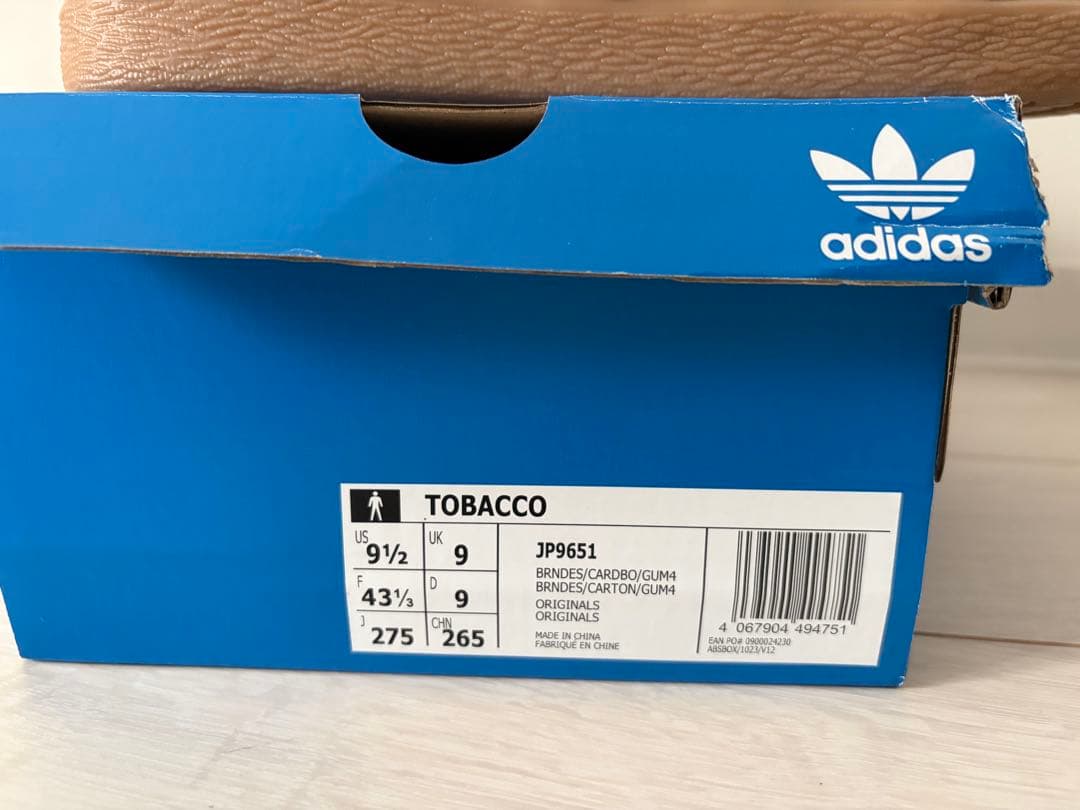 adidas
TOBACCO
US 9½ UK 9
F 43⅓ D 9
J 275 CHN 265
JP9651
BRNDES/CARDBO/GUM4
BRNDES/CARTON/GUM4
ORIGINALS
ORIGINALS
MADE IN CHINA
FABRIQUÉ EN CHINE
4 067904 494751
EAN PO# 0900024230
ABSBOX/1023/V12